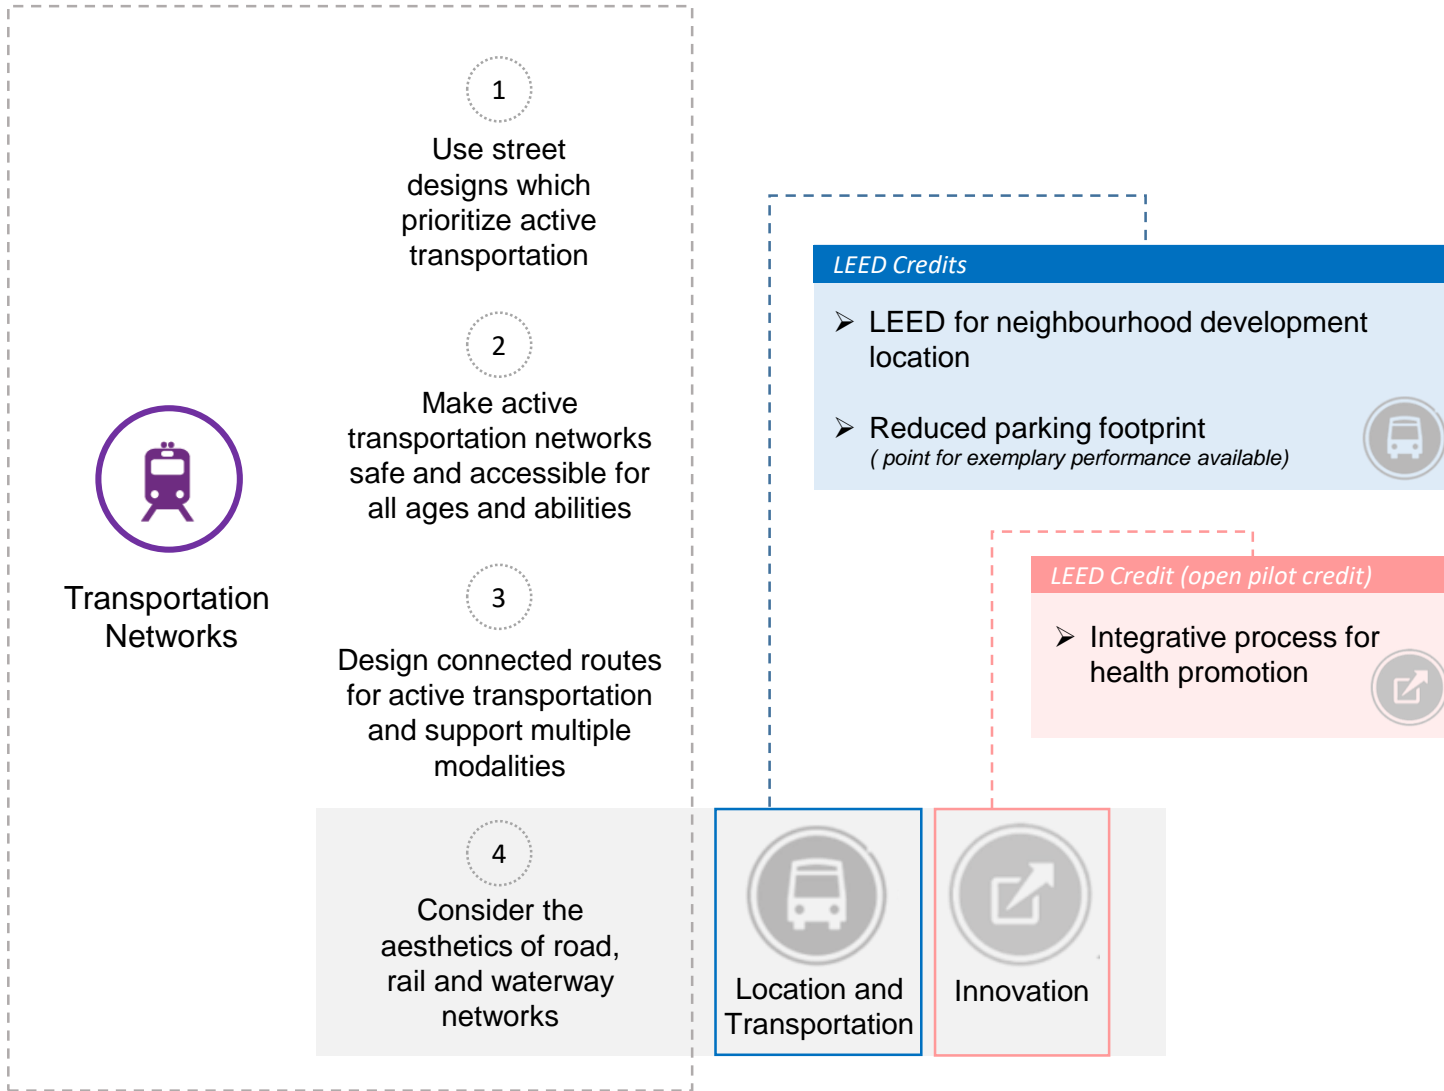 Transportation
Networks
1
Use street
designs which
prioritize active
transportation
2
Make active
transportation networks
safe and accessible for
all ages and abilities
3
Design connected routes
for active transportation
and support multiple
modalities
4
Consider the
aesthetics of road,
rail and waterway
networks
LEED Credits
➢ LEED for neighbourhood development
location
➢ Reduced parking footprint
( point for exemplary performance available)
LEED Credit (open pilot credit)
➢ Integrative process for
health promotion
Location and
Transportation
Innovation